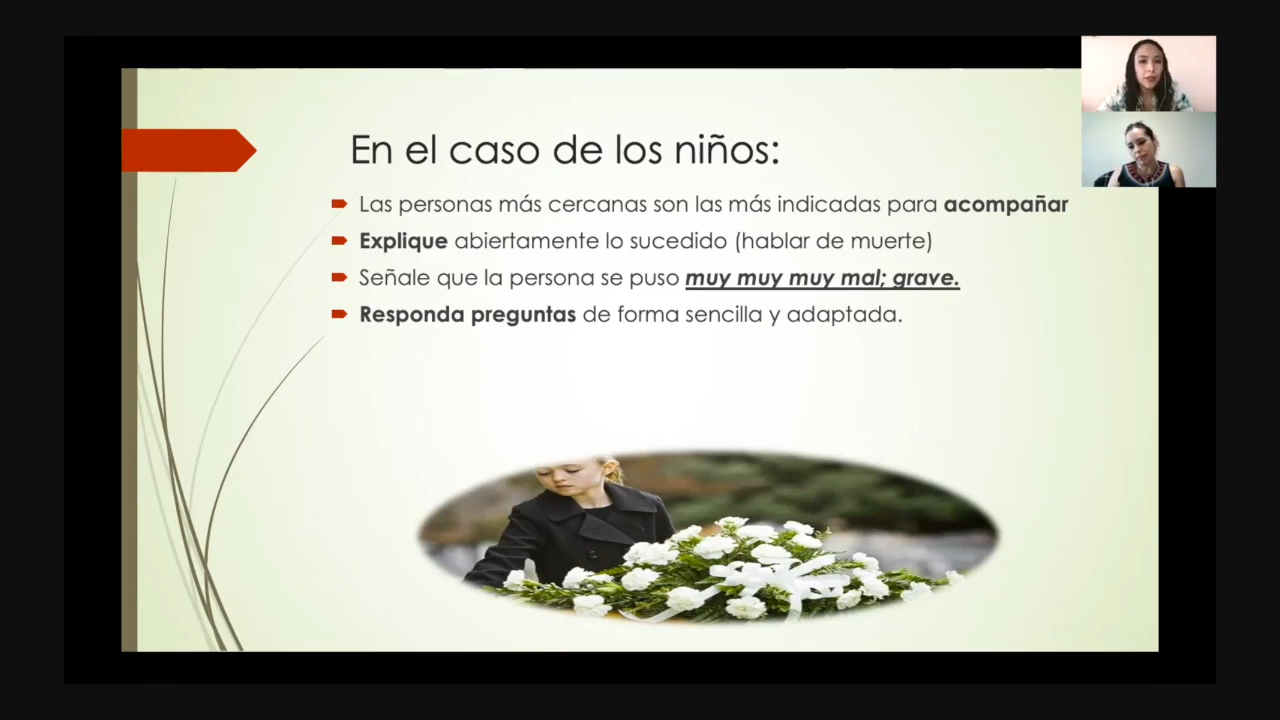 En el caso de los niños:
Las personas más cercanas son las más indicadas para acompañar
Explique abiertamente lo sucedido (hablar de muerte)
Señale que la persona se puso muy muy muy mal; grave.
Responda preguntas de forma sencilla y adaptada.